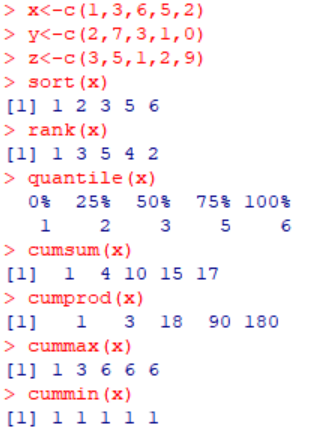 > x<-c(1,3,6,5,2)
> y<-c(2,7,3,1,0)
> z<-c(3,5,1,2,9)
> sort(x)
[1] 1 2 3 5 6
> rank(x)
[1] 1 3 5 4 2
> quantile(x)
  0%  25%  50%  75% 100%
   1    2    3    5    6
> cumsum(x)
[1]  1  4 10 15 17
> cumprod(x)
[1]   1   3  18  90 180
> cummax(x)
[1] 1 3 6 6 6
> cummin(x)
[1] 1 1 1 1 1